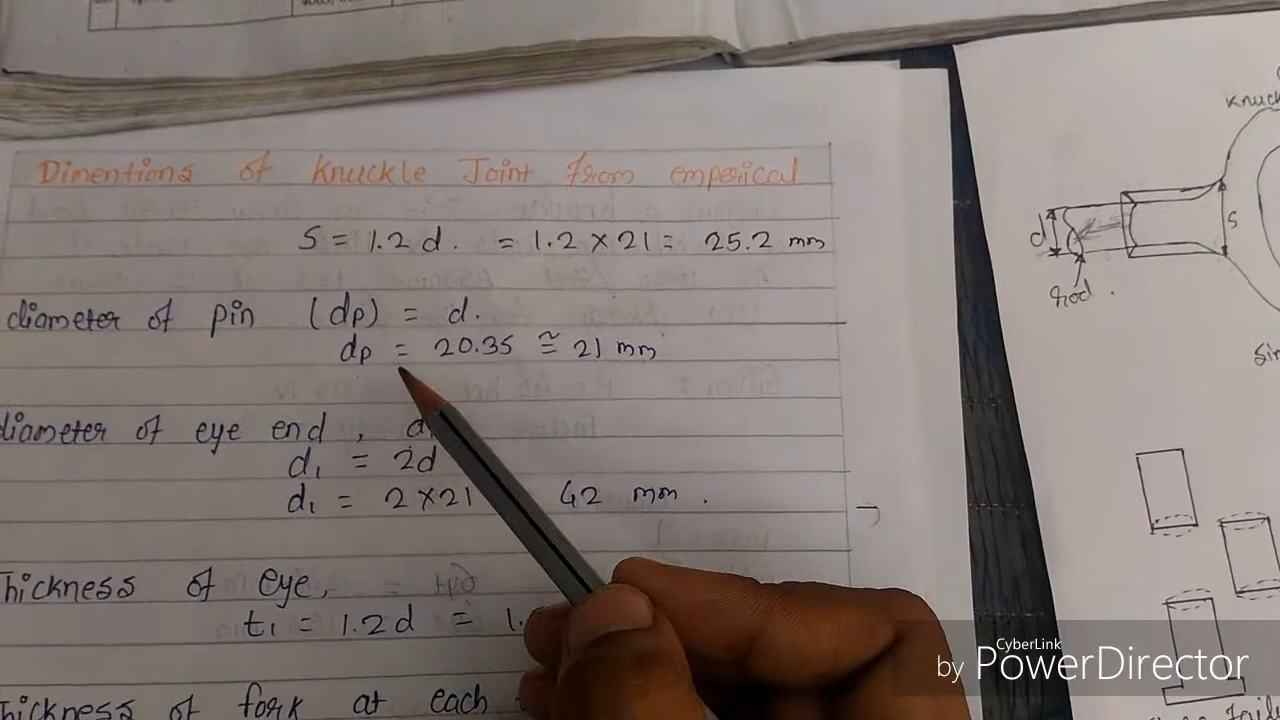 Dimentions of Knuckle Joint From emperical
S = 1.2 d. = 1.2 × 21 = 25.2 mm
diameter of pin (dp) = d.
dp = 20.35 ≅ 21 mm
diameter of eye end,
d₁ = 2d
d₁ = 2 × 21 42 mm.
Thickness of eye,
t₁ = 1.2d = 1.
Thickness of fork at each
d
S
rod.
CyberLink
by PowerDirector